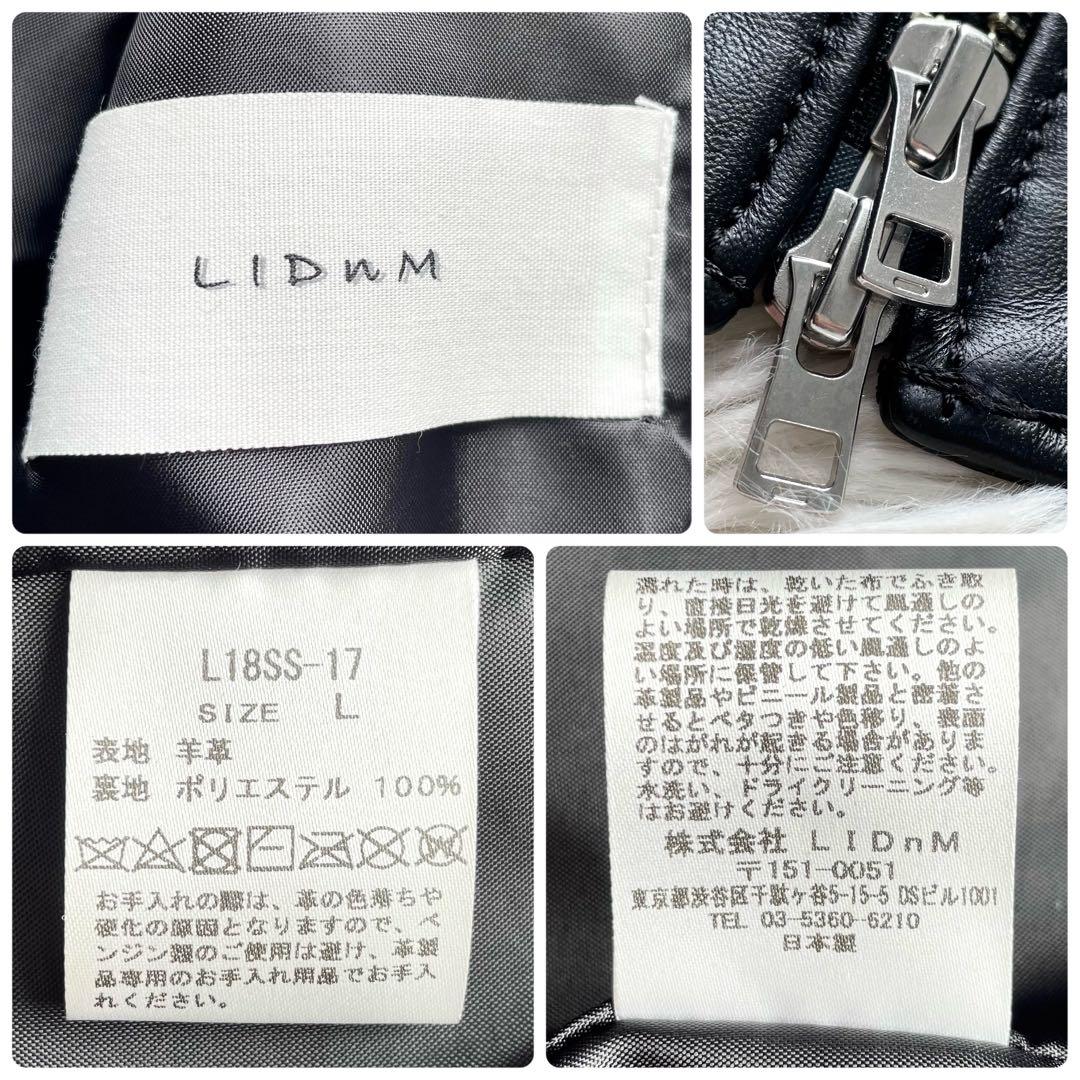 LIDnM
L18SS-17
SIZE L
表地 羊革
裏地 ポリエステル 100%
お手入れの際は、革の色落ちや
硬化の原因となりますので、ベ
ンジン類のご使用は避け、革製
品専用のお手入れ用品でお手入
れください。
濡れた時は、乾いた布でふき取
り、直接日光を避けて風通しの
よい場所で乾燥させてください。
温度及び湿度の低い風通しのよ
い場所に保管して下さい。他の
革製品やビニール製品と密着さ
せるとベタつきや色移り、表面
のはがれが起きる場合がありま
すので、十分にご注意ください。
水洗い、ドライクリーニング等
はお避けください。
株式会社 LIDnM
〒151-0051
東京都渋谷区千駄ヶ谷5-15-5 DSビル1001
TEL 03-5360-6210
日本製